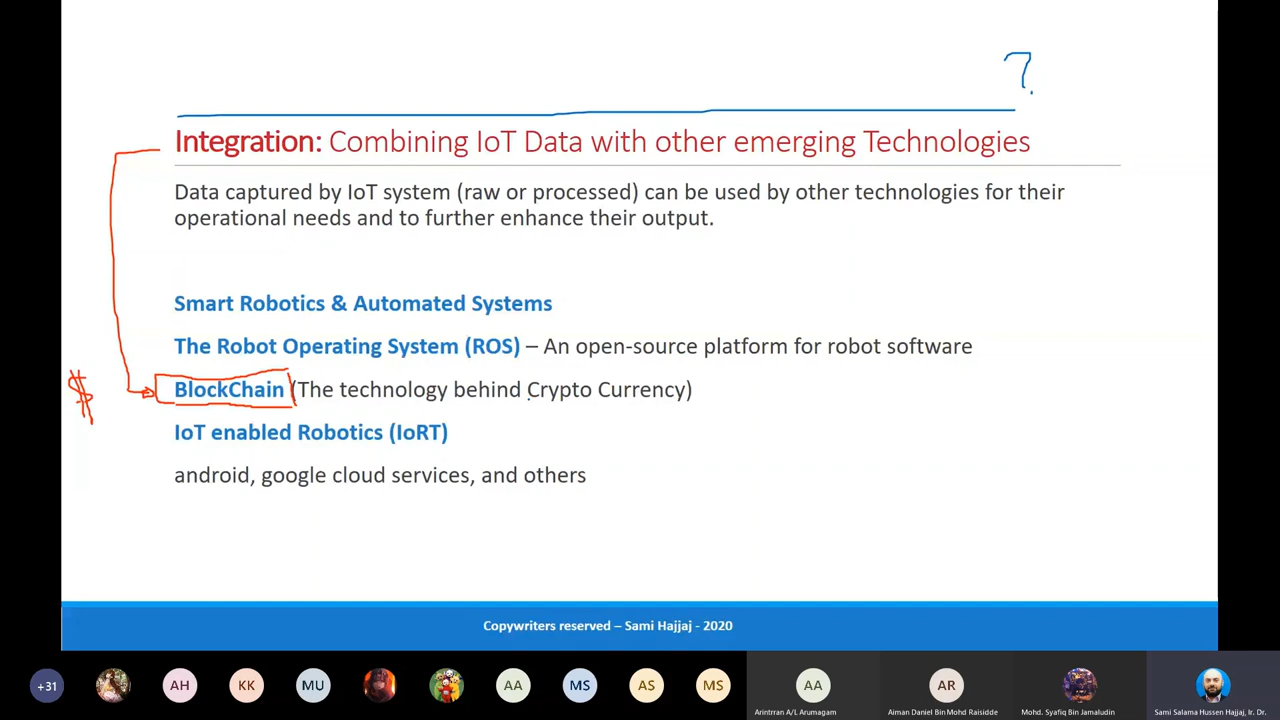 ?
Integration: Combining IoT Data with other emerging Technologies
Data captured by IoT system (raw or processed) can be used by other technologies for their
operational needs and to further enhance their output.
Smart Robotics & Automated Systems
The Robot Operating System (ROS) – An open-source platform for robot software
$
BlockChain (The technology behind Crypto Currency)
IoT enabled Robotics (IoRT)
android, google cloud services, and others
Copywriters reserved – Sami Hajjaj - 2020
+31
AH
KK
MU
AA
MS
AS
MS
AA
Arintrran A/L Arumagam
AR
Aiman Daniel Bin Mohd Raisidde
Mohd. Syafiq Bin Jamaludin
Sami Salama Hussen Hajjaj, Ir. Dr.